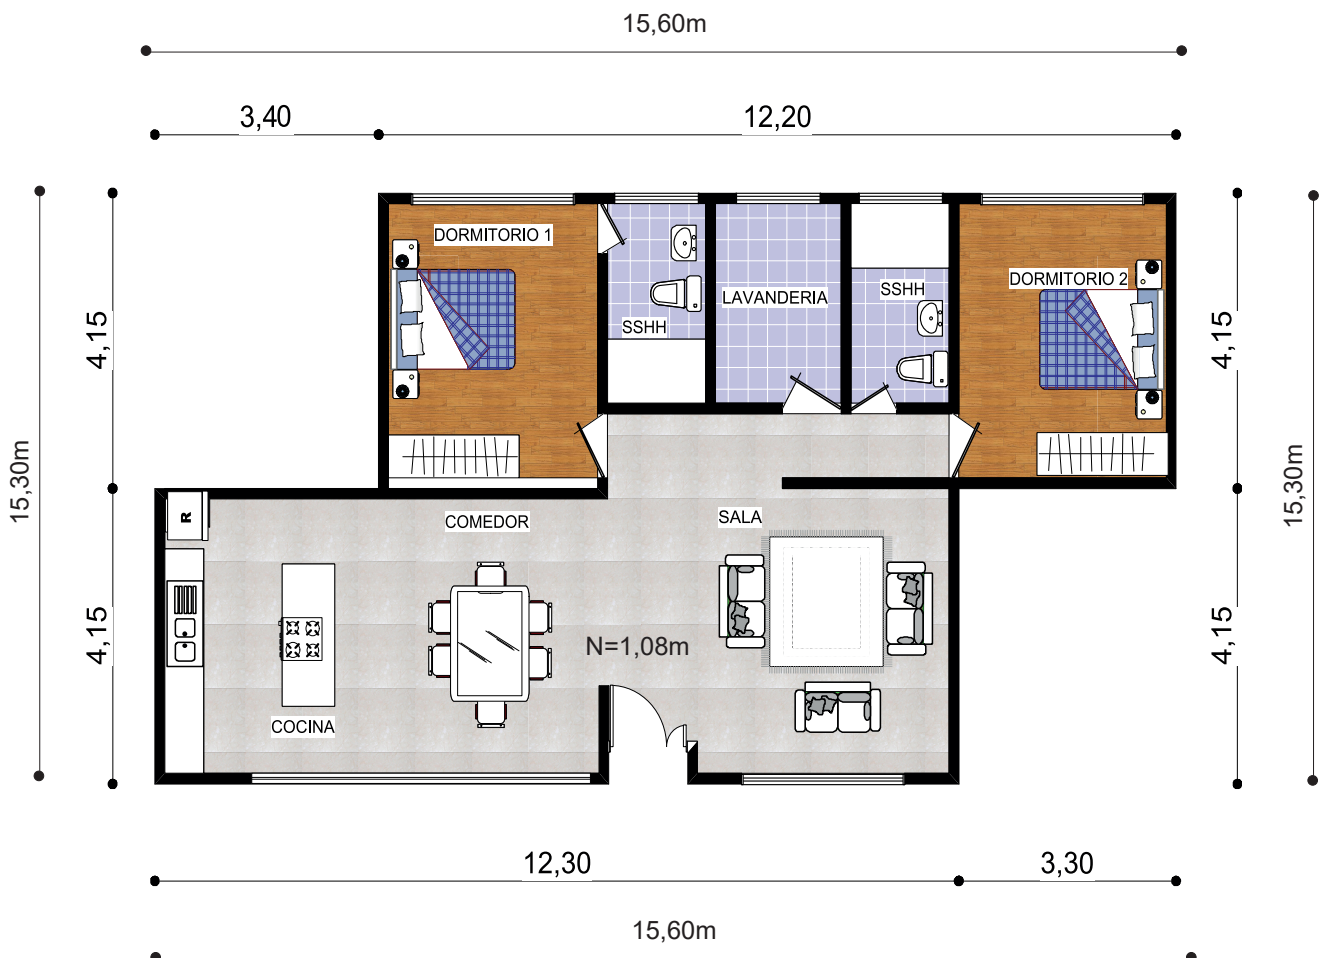 15,60m
3,40
12,20
DORMITORIO 1
DORMITORIO 2
SSHH
LAVANDERIA
SSHH
4,15
4,15
15,30m
15,30m
R
COMEDOR
SALA
4,15
4,15
N=1,08m
COCINA
12,30
3,30
15,60m